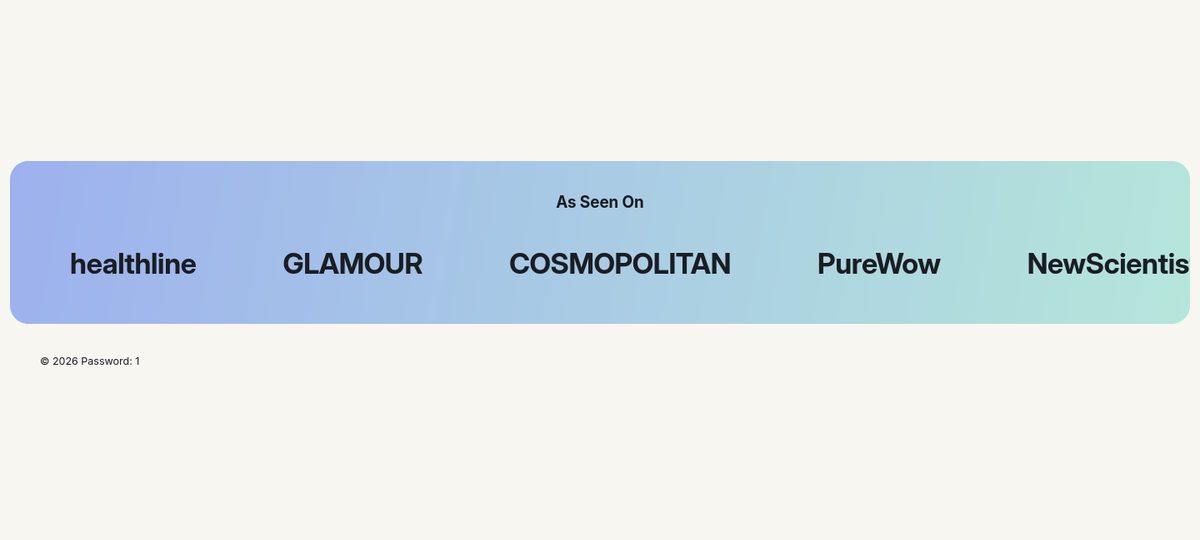 As Seen On
healthline GLAMOUR COSMOPOLITAN PureWow NewScientis
© 2026 Password: 1